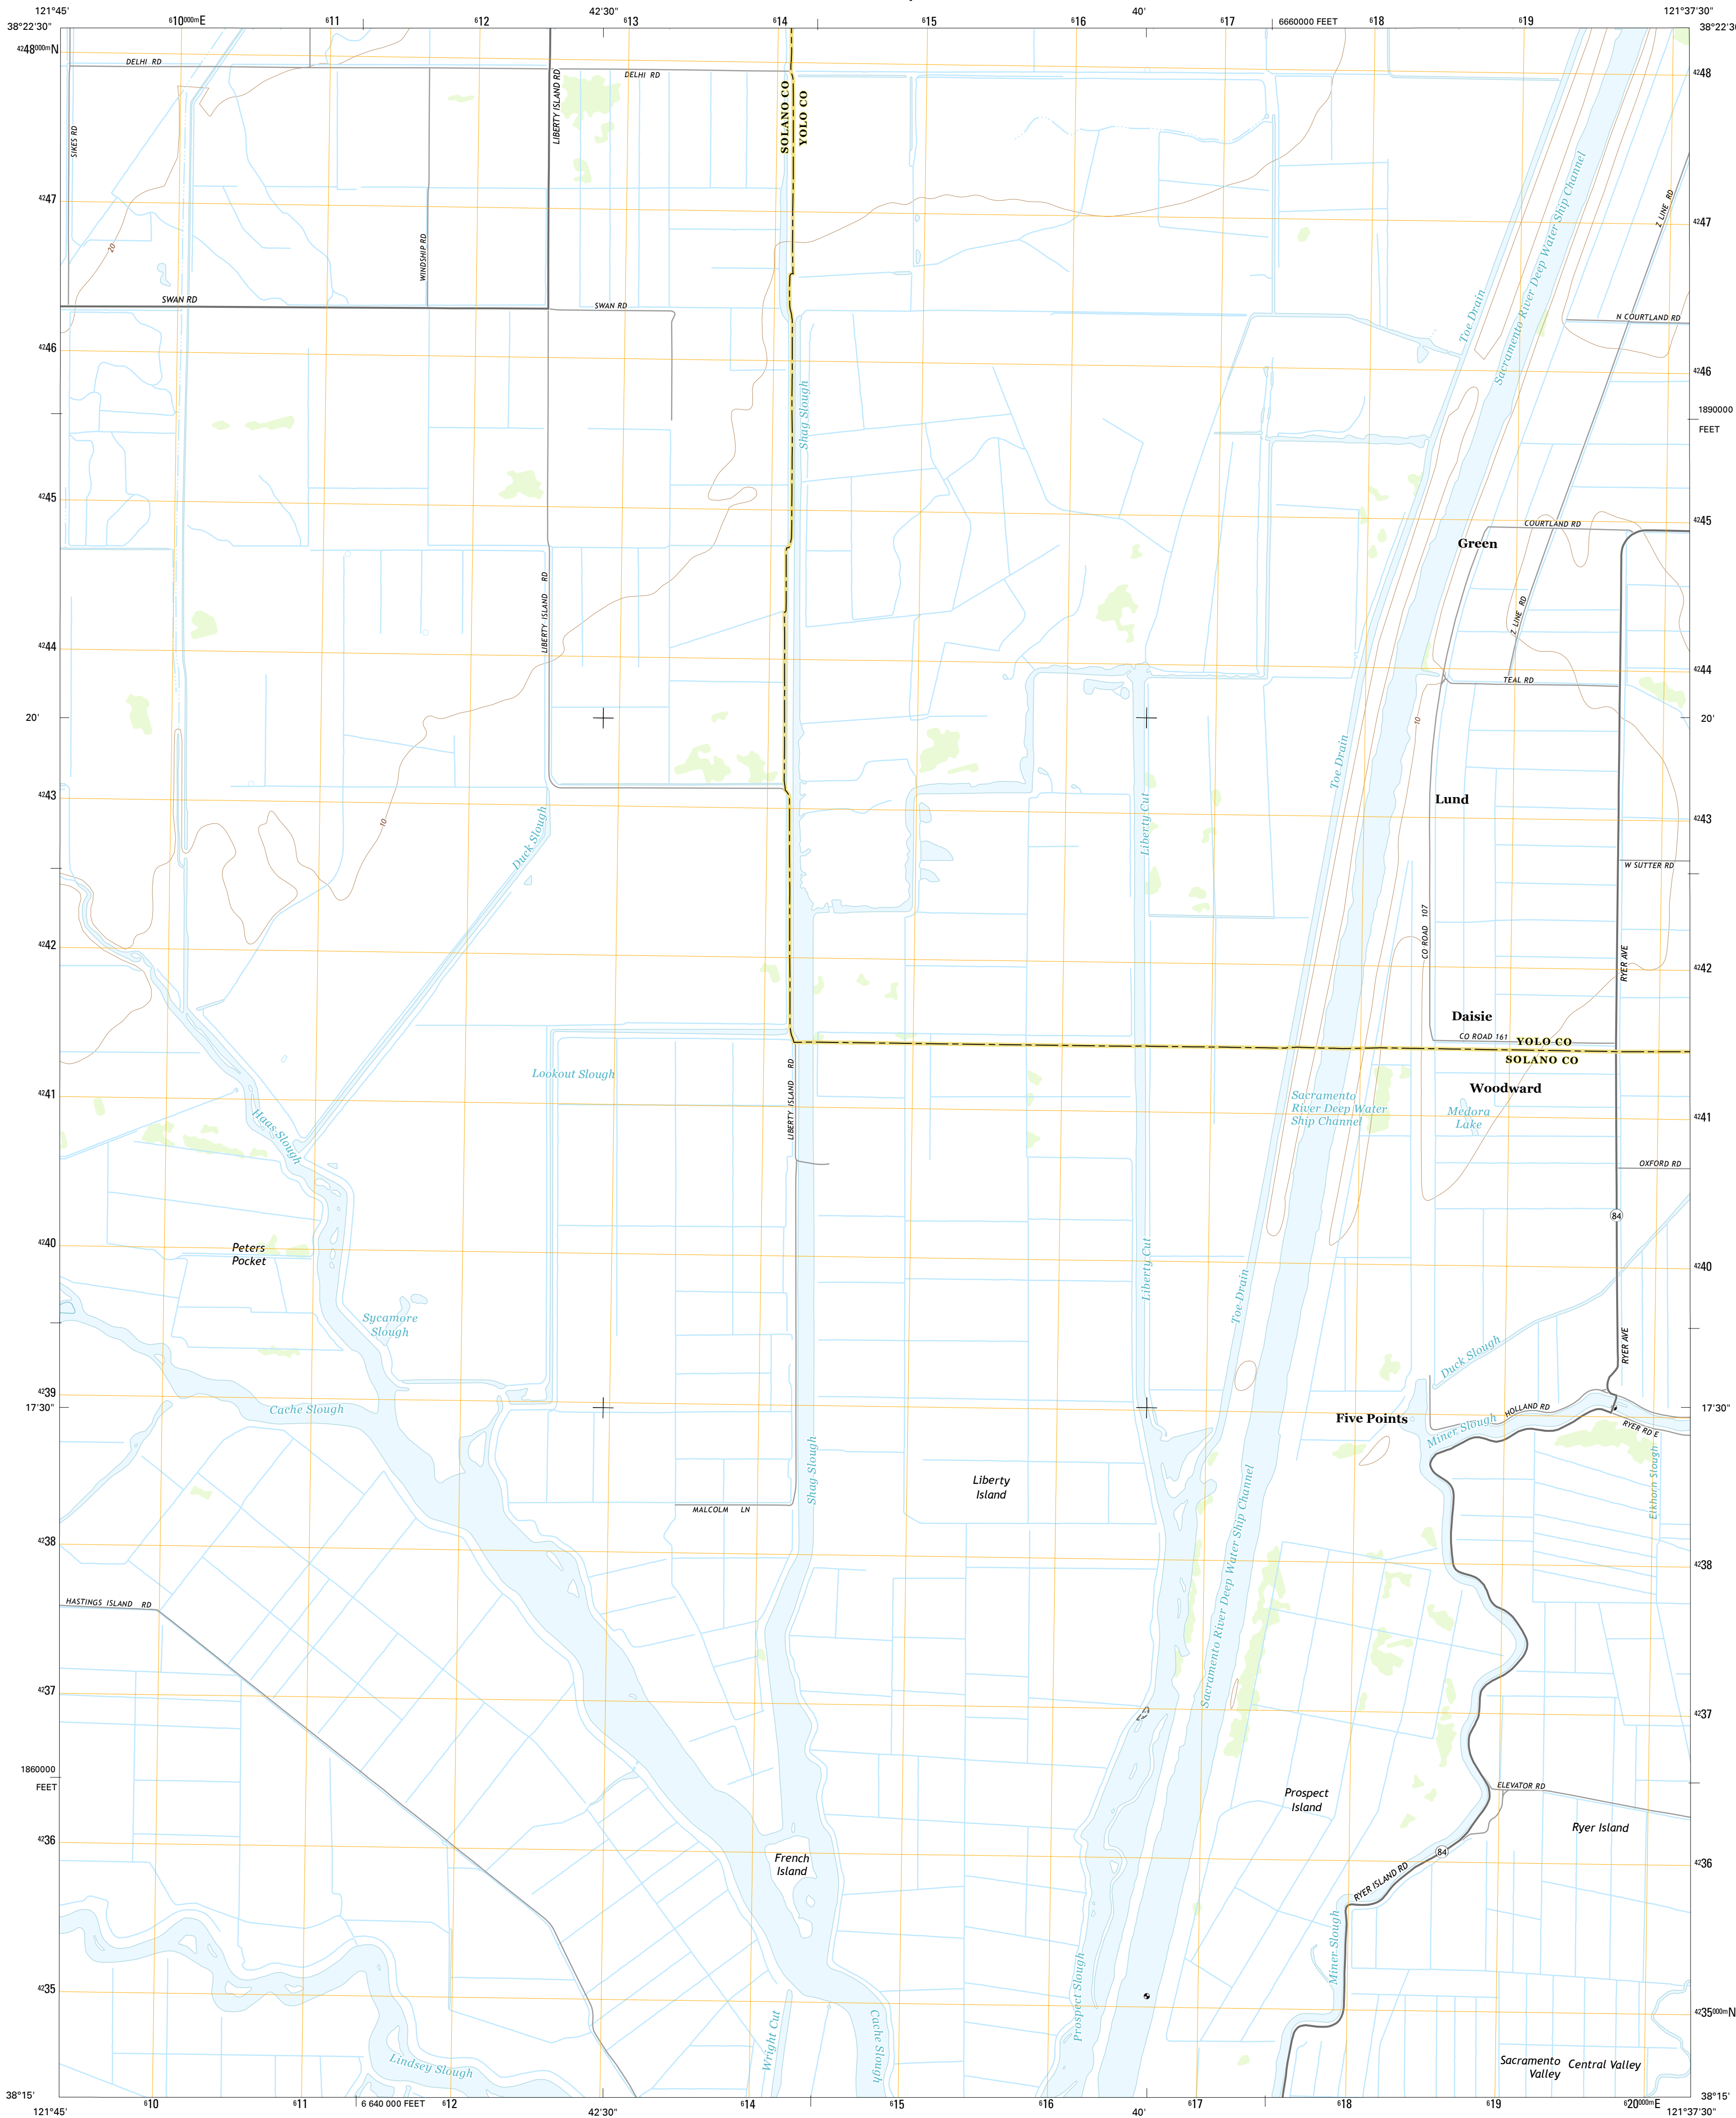 121°45'
610000mE
611
612
42'30"
613
614
615
616
40'
617
6660000 FEET
618
619
121°37'30"
38°22'30"
4248000mN
DELHI RD
DELHI RD
LIBERTY ISLAND RD
SOLANO CO
YOLO CO
4248
SIKES RD
Sacramento River Deep Water Ship Channel
Z LINE RD
4247
4247
20
WINDSHIP RD
SWAN RD
SWAN RD
Toe Drain
N COURTLAND RD
4246
4246
Shag Slough
1890000
FEET
4245
4245
COURTLAND RD
Green
LIBERTY ISLAND RD
Z LINE RD
4244
4244
TEAL RD
20'
10
20'
Toe Drain
4243
Lund
4243
10
Duck Slough
Liberty Cut
W SUTTER RD
CO ROAD 107
RYER AVE
4242
4242
Daisie
CO ROAD 161
YOLO CO
SOLANO CO
Lookout Slough
LIBERTY ISLAND RD
Woodward
4241
Sacramento
River Deep Water
Ship Channel
Medora
Lake
4241
Haas Slough
OXFORD RD
84
4240
Peters
Pocket
Liberty Cut
4240
Toe Drain
Sycamore
Slough
Duck Slough
RYER AVE
4239
17'30"
Cache Slough
Five Points
HOLLAND RD
Miner Slough
RYER RD E
4239
17'30"
Shag Slough
Liberty
Island
Elkhorn Slough
MALCOLM LN
4238
4238
Sacramento River Deep Water Ship Channel
HASTINGS ISLAND RD
4237
4237
1860000
FEET
Prospect
Island
ELEVATOR RD
Ryer Island
4236
French
Island
84
4236
RYER ISLAND RD
Miner Slough
4235
Prospect Slough
4235000mN
Wright Cut
Cache Slough
Lindsey Slough
Sacramento
Valley
Central Valley
38°15'
38°15'
121°45'
610
611
6 640 000 FEET
612
42'30"
614
615
616
40'
617
618
619
620000mE
121°37'30"